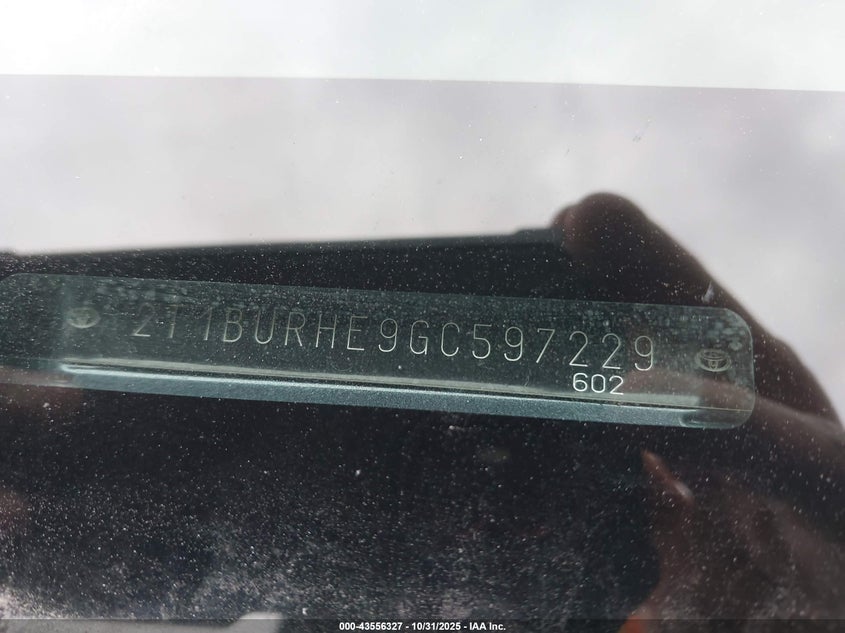 2T1BURHE9GC597229
602
000-43556327 • 10/31/2025 • IAA Inc.